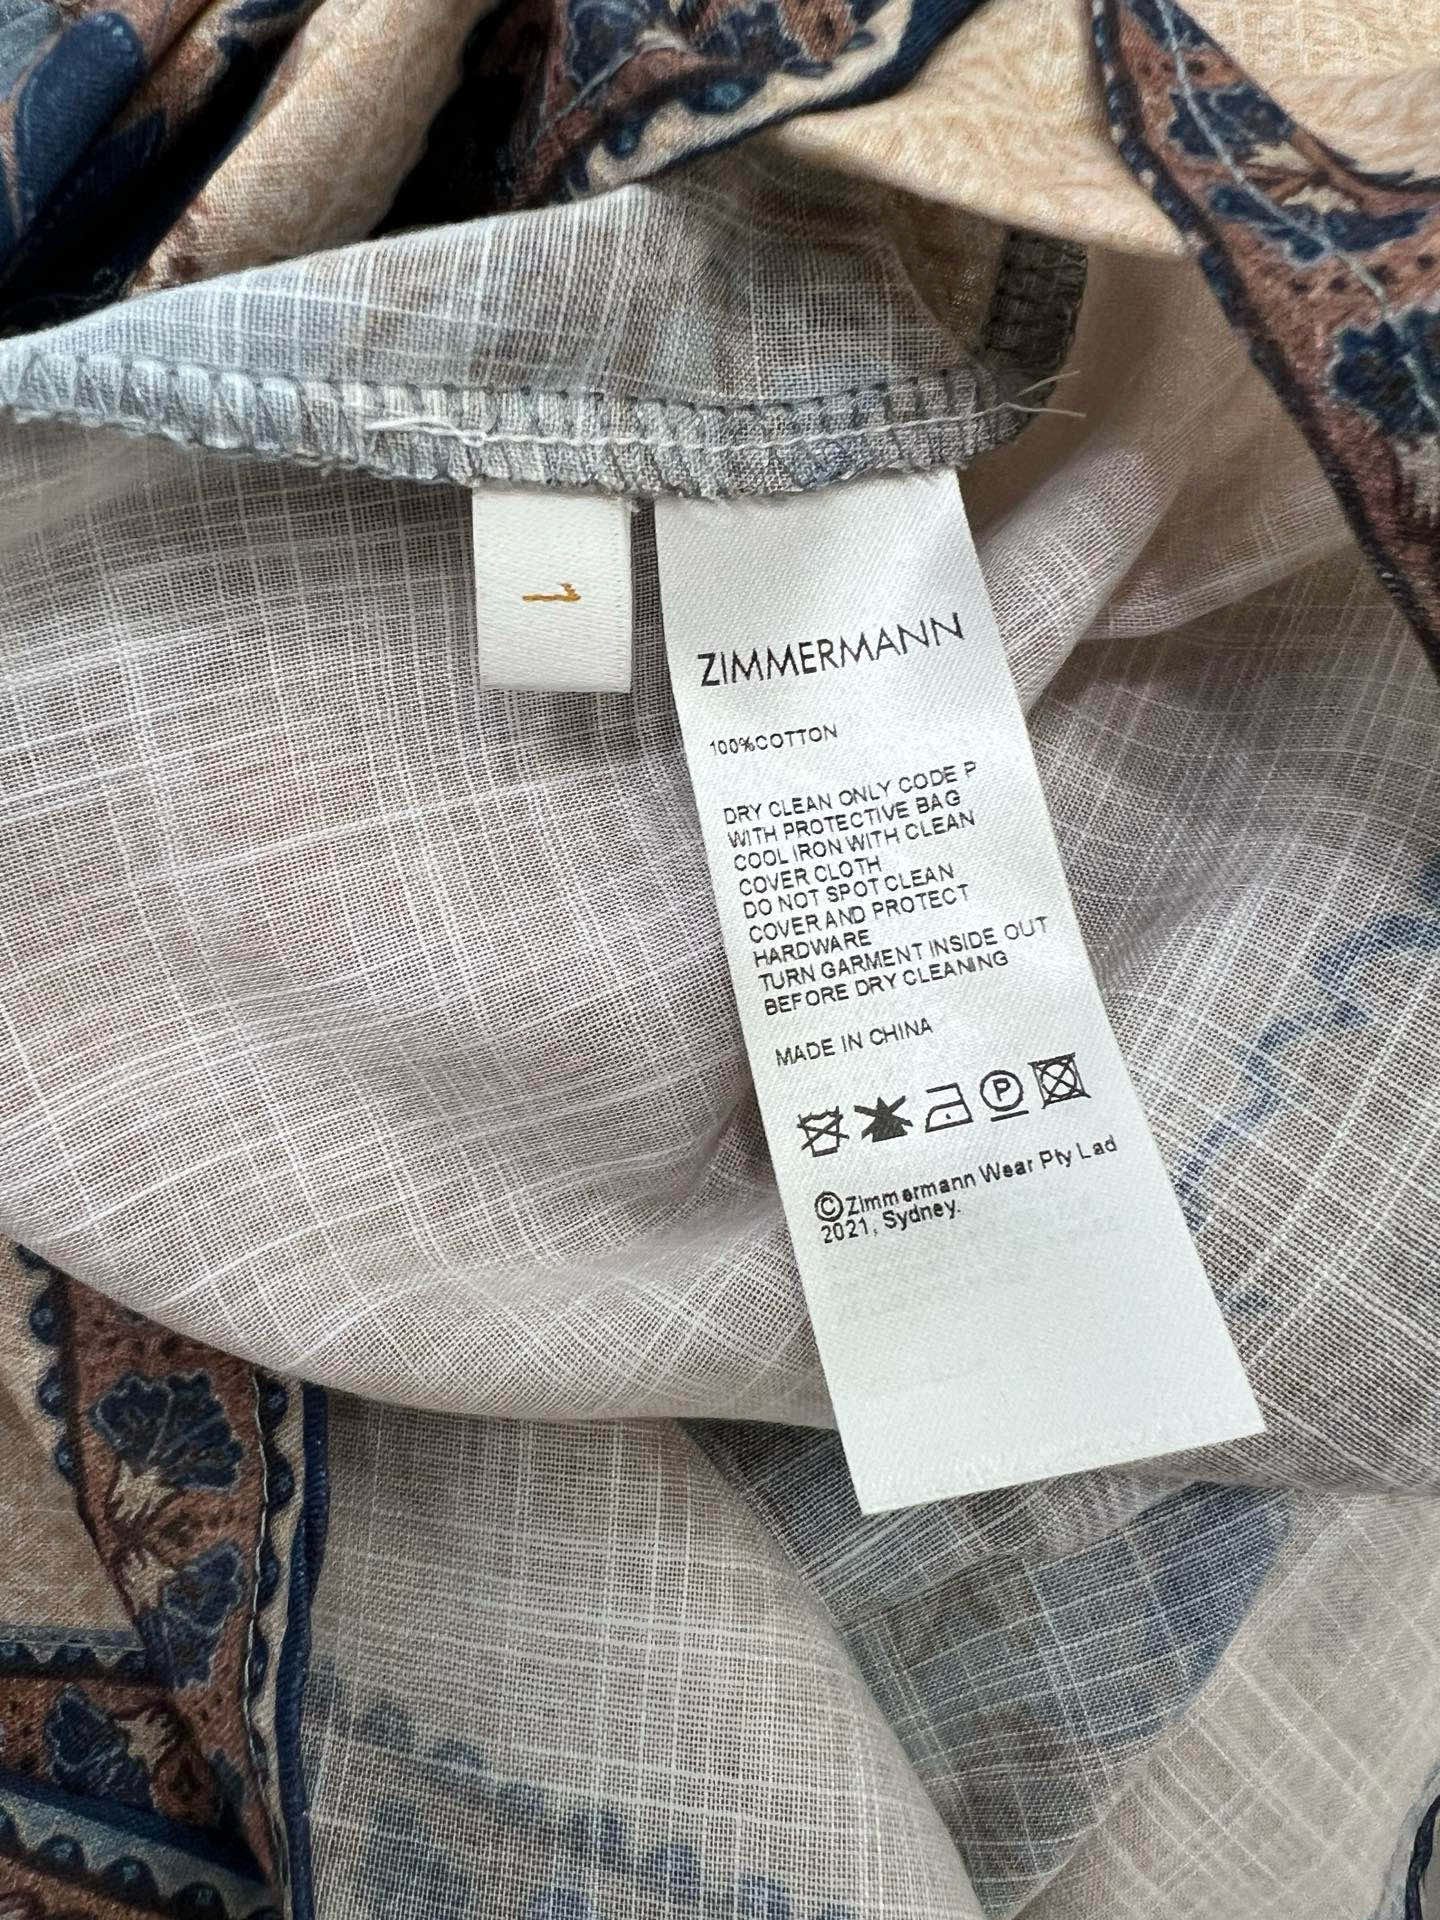 1
ZIMMERMANN
100%COTTON
DRY CLEAN ONLY CODE P
WITH PROTECTIVE BAG
COOL IRON WITH CLEAN
COVER CLOTH
DO NOT SPOT CLEAN
COVER AND PROTECT
HARDWARE
TURN GARMENT INSIDE OUT
BEFORE DRY CLEANING
MADE IN CHINA
P
©Zimmermann Wear Pty Lad
2021, Sydney.